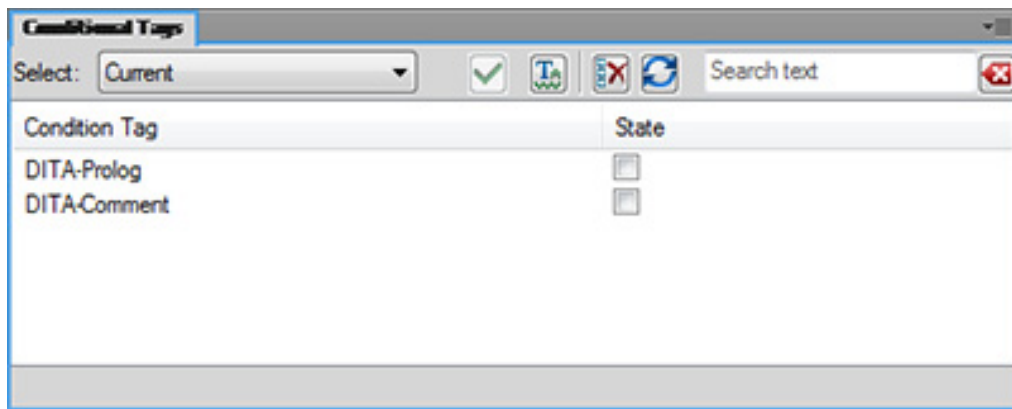 Conditional Tags
Select: Current Search text
Condition Tag State
DITA-Prolog
DITA-Comment